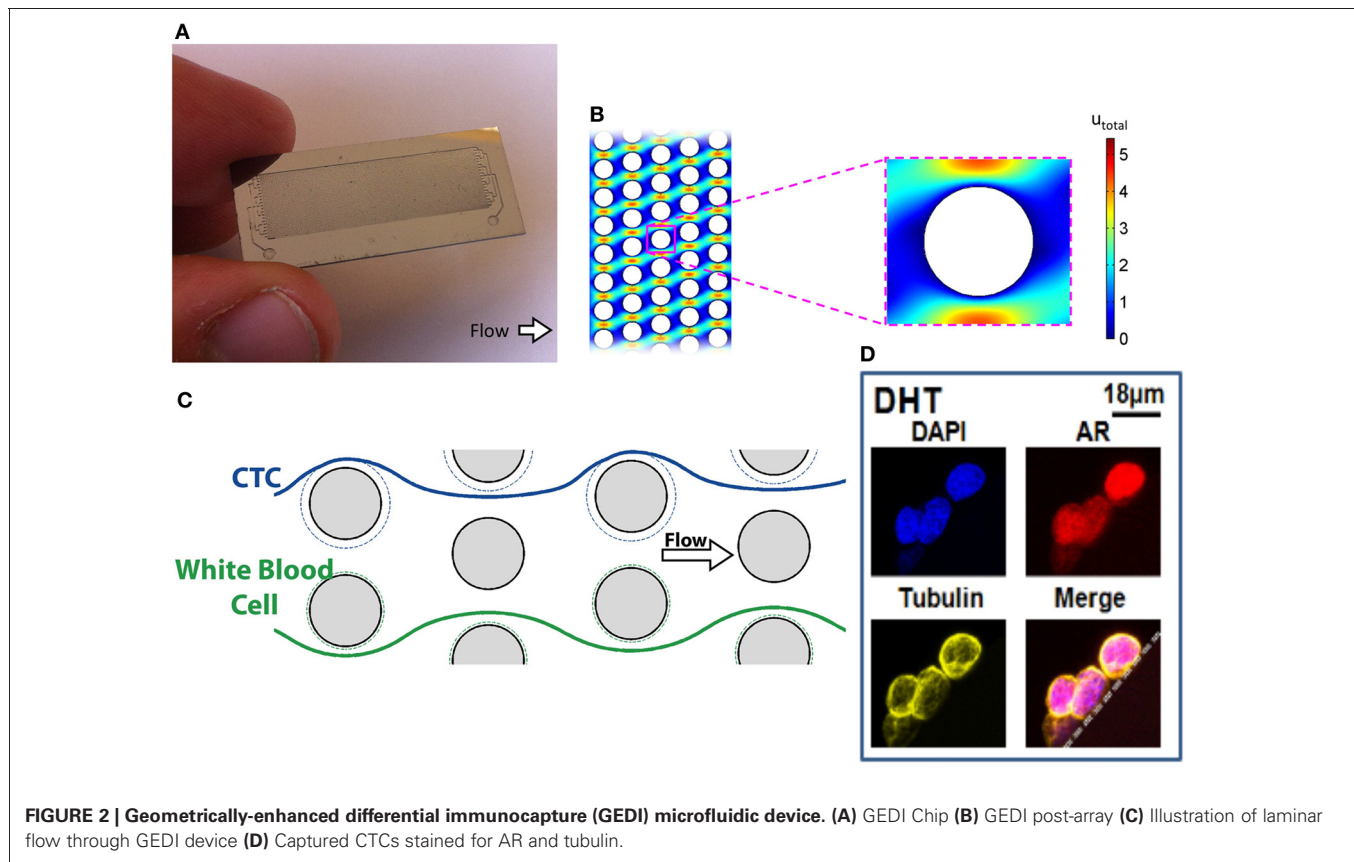 A
Flow
B
u_total
5
4
3
2
1
0
C
CTC
White Blood
Cell
Flow
D
DHT
18µm
DAPI
AR
Tubulin
Merge
FIGURE 2 | Geometrically-enhanced differential immunocapture (GEDI) microfluidic device. (A) GEDI Chip (B) GEDI post-array (C) Illustration of laminar
flow through GEDI device (D) Captured CTCs stained for AR and tubulin.